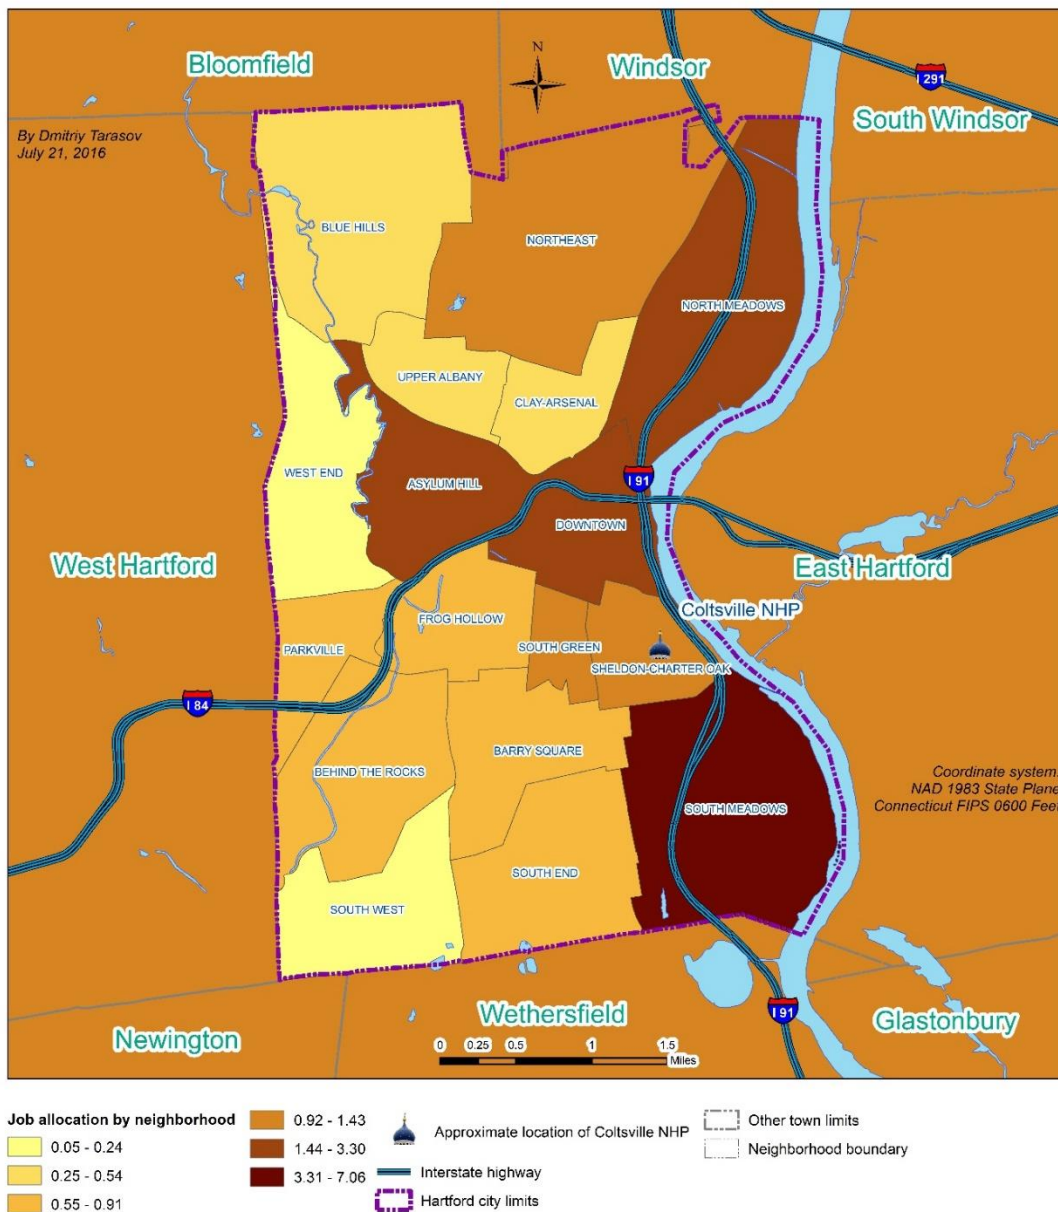 Bloomfield
N
Windsor
I 291
South Windsor
By Dmitriy Tarasov
July 21, 2016
BLUE HILLS
NORTHEAST
NORTH MEADOWS
UPPER ALBANY
CLAY-ARSENAL
WEST END
ASYLUM HILL
I 91
DOWNTOWN
West Hartford
East Hartford
Coltsville NHP
FROG HOLLOW
PARKVILLE
SOUTH GREEN
SHELDON-CHARTER OAK
I 84
BARRY SQUARE
BEHIND THE ROCKS
Coordinate system:
NAD 1983 State Plane
Connecticut FIPS 0600 Feet
SOUTH MEADOWS
SOUTH END
SOUTH WEST
Newington
Wethersfield
I 91
Glastonbury
0 0.25 0.5 1 1.5
Miles
Job allocation by neighborhood
0.05 - 0.24
0.25 - 0.54
0.55 - 0.91
0.92 - 1.43
1.44 - 3.30
3.31 - 7.06
Approximate location of Coltsville NHP
Interstate highway
Hartford city limits
Other town limits
Neighborhood boundary